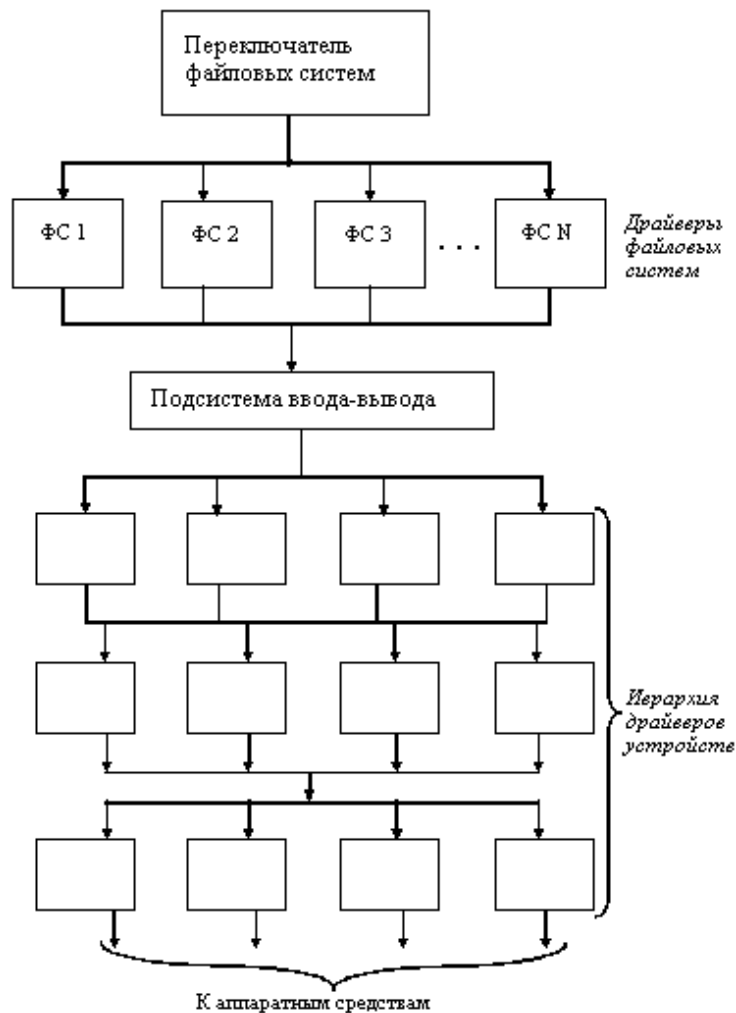 Переключатель
файловых систем
ФС 1
ФС 2
ФС 3
. . .
ФС N
Драйверы
файловых
систем
Подсистема ввода-вывода
Иерархия
драйверов
устройств
К аппаратным средствам